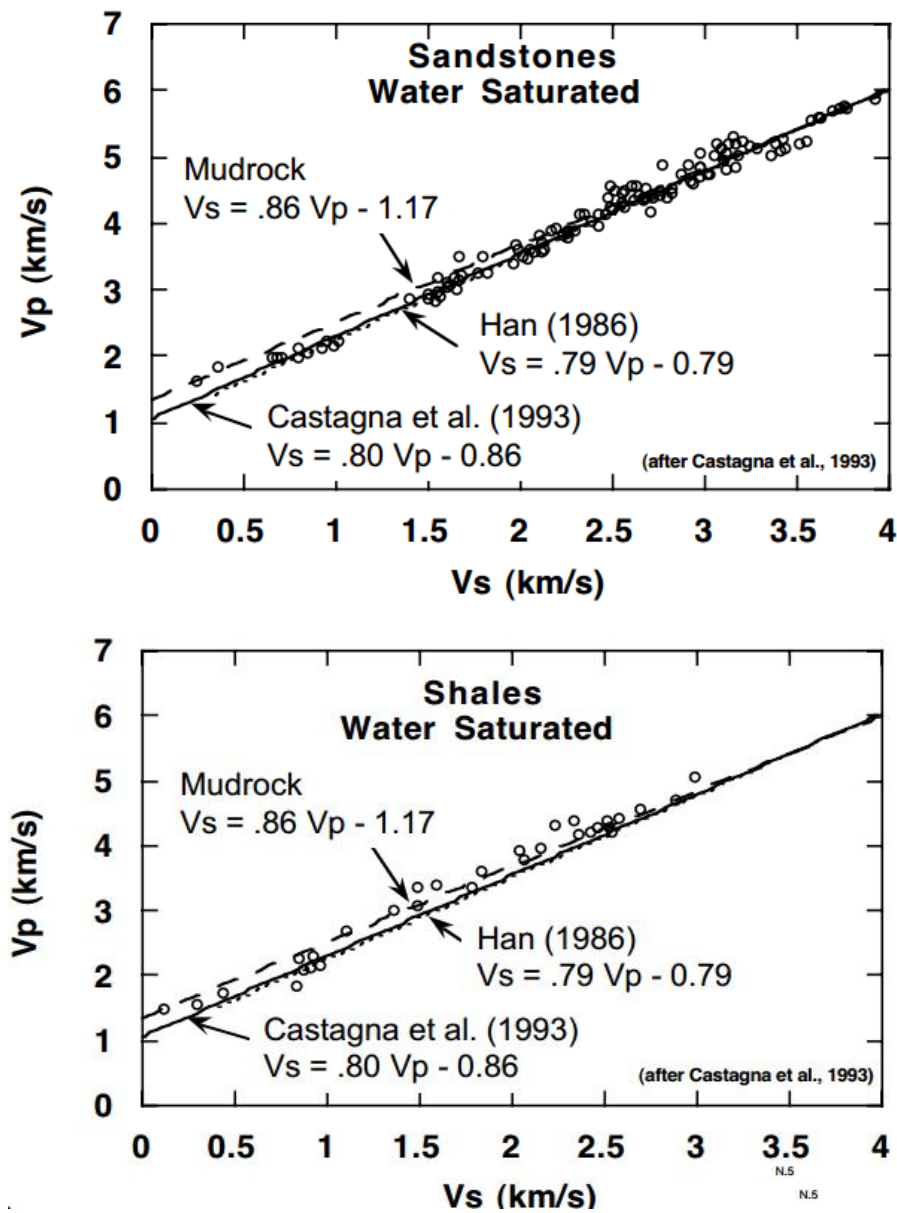 7
6
5
4
3
2
1
0
Vp (km/s)
Sandstones
Water Saturated
Mudrock
Vs = .86 Vp - 1.17
Han (1986)
Vs = .79 Vp - 0.79
Castagna et al. (1993)
Vs = .80 Vp - 0.86
(after Castagna et al., 1993)
0 0.5 1 1.5 2 2.5 3 3.5 4
Vs (km/s)
7
6
5
4
3
2
1
0
Vp (km/s)
Shales
Water Saturated
Mudrock
Vs = .86 Vp - 1.17
Han (1986)
Vs = .79 Vp - 0.79
Castagna et al. (1993)
Vs = .80 Vp - 0.86
(after Castagna et al., 1993)
0 0.5 1 1.5 2 2.5 3 3.5 4
N.5
N.5
Vs (km/s)